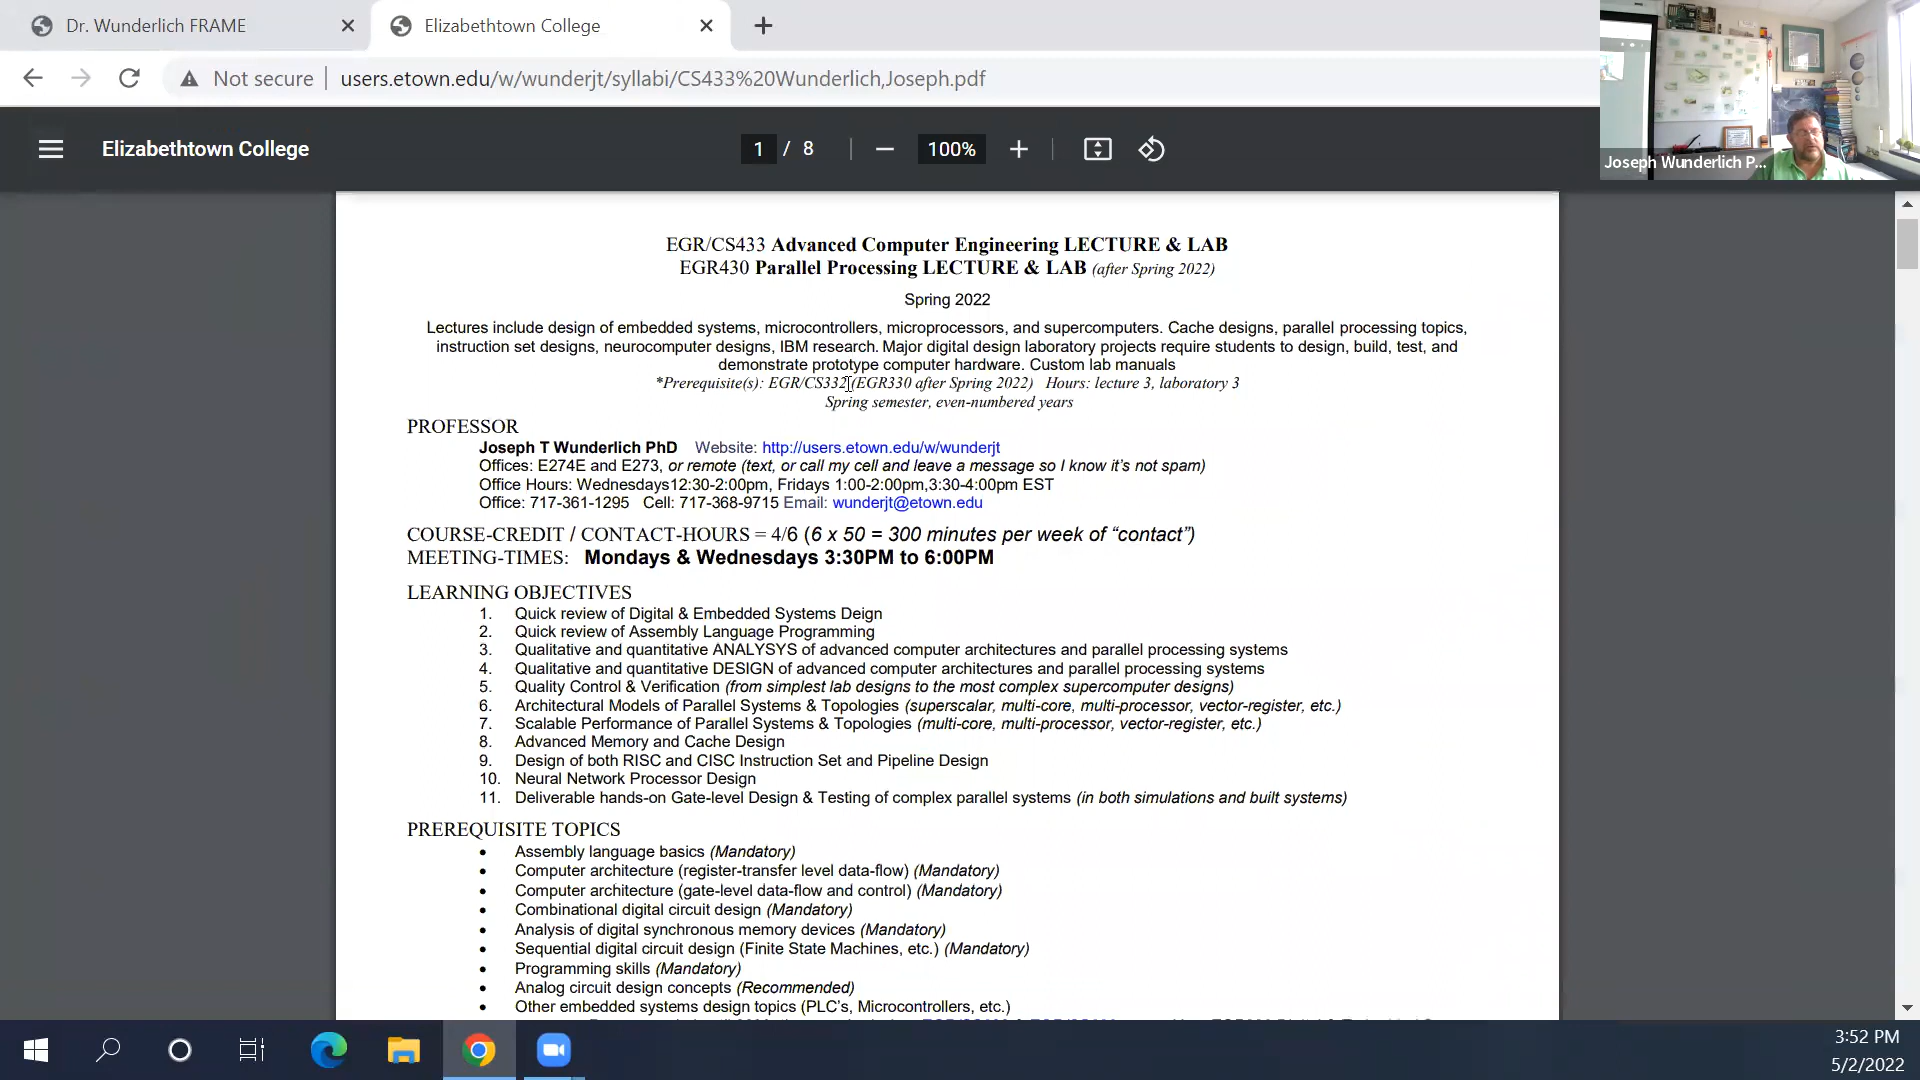 Dr. Wunderlich FRAME
Elizabethtown College
Not secure | users.etown.edu/w/wunderjt/syllabi/CS433%20Wunderlich,Joseph.pdf
Elizabethtown College
1 / 8
100%
Joseph Wunderlich P...
EGR/CS433 Advanced Computer Engineering LECTURE & LAB
EGR430 Parallel Processing LECTURE & LAB (after Spring 2022)
Spring 2022
Lectures include design of embedded systems, microcontrollers, microprocessors, and supercomputers. Cache designs, parallel processing topics,
instruction set designs, neurocomputer designs, IBM research. Major digital design laboratory projects require students to design, build, test, and
demonstrate prototype computer hardware. Custom lab manuals
*Prerequisite(s): EGR/CS332 (EGR330 after Spring 2022) Hours: lecture 3, laboratory 3
Spring semester, even-numbered years
PROFESSOR
Joseph T Wunderlich PhD Website: http://users.etown.edu/w/wunderjt
Offices: E274E and E273, or remote (text, or call my cell and leave a message so I know it's not spam)
Office Hours: Wednesdays12:30-2:00pm, Fridays 1:00-2:00pm,3:30-4:00pm EST
Office: 717-361-1295 Cell: 717-368-9715 Email: wunderjt@etown.edu
COURSE-CREDIT / CONTACT-HOURS = 4/6 (6 x 50 = 300 minutes per week of “contact”)
MEETING-TIMES: Mondays & Wednesdays 3:30PM to 6:00PM
LEARNING OBJECTIVES
1. Quick review of Digital & Embedded Systems Deign
2. Quick review of Assembly Language Programming
3. Qualitative and quantitative ANALYSYS of advanced computer architectures and parallel processing systems
4. Qualitative and quantitative DESIGN of advanced computer architectures and parallel processing systems
5. Quality Control & Verification (from simplest lab designs to the most complex supercomputer designs)
6. Architectural Models of Parallel Systems & Topologies (superscalar, multi-core, multi-processor, vector-register, etc.)
7. Scalable Performance of Parallel Systems & Topologies (multi-core, multi-processor, vector-register, etc.)
8. Advanced Memory and Cache Design
9. Design of both RISC and CISC Instruction Set and Pipeline Design
10. Neural Network Processor Design
11. Deliverable hands-on Gate-level Design & Testing of complex parallel systems (in both simulations and built systems)
PREREQUISITE TOPICS
• Assembly language basics (Mandatory)
• Computer architecture (register-transfer level data-flow) (Mandatory)
• Computer architecture (gate-level data-flow and control) (Mandatory)
• Combinational digital circuit design (Mandatory)
• Analysis of digital synchronous memory devices (Mandatory)
• Sequential digital circuit design (Finite State Machines, etc.) (Mandatory)
• Programming skills (Mandatory)
• Analog circuit design concepts (Recommended)
• Other embedded systems design topics (PLC's, Microcontrollers, etc.)
3:52 PM
5/2/2022